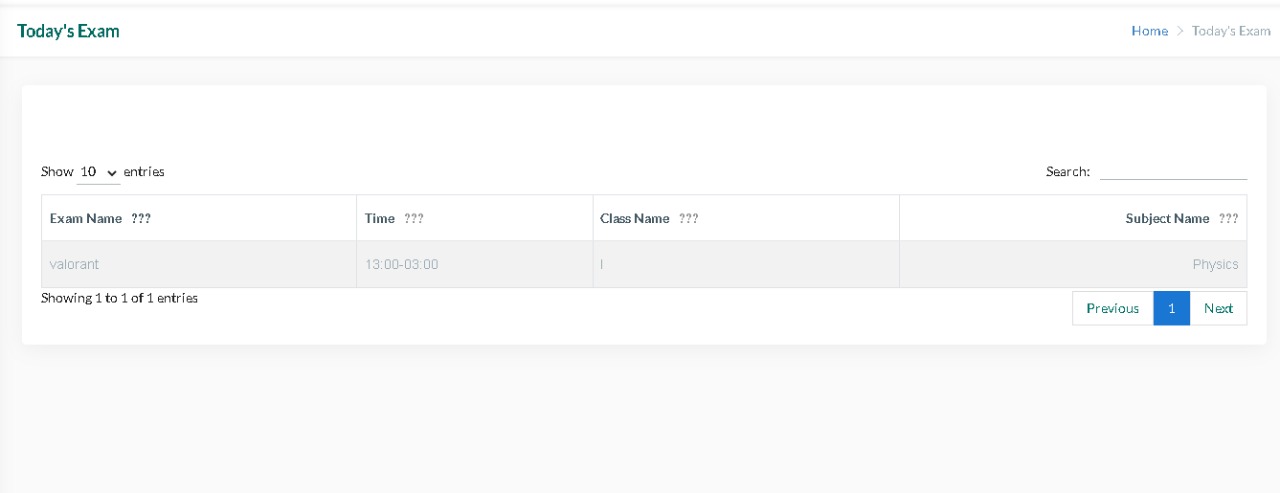 Today's Exam
Home > Today's Exam
Show 10 entries
Search:
Exam Name ??? Time ??? Class Name ??? Subject Name ???
valorant 13:00-03:00 I Physics
Showing 1 to 1 of 1 entries
Previous 1 Next